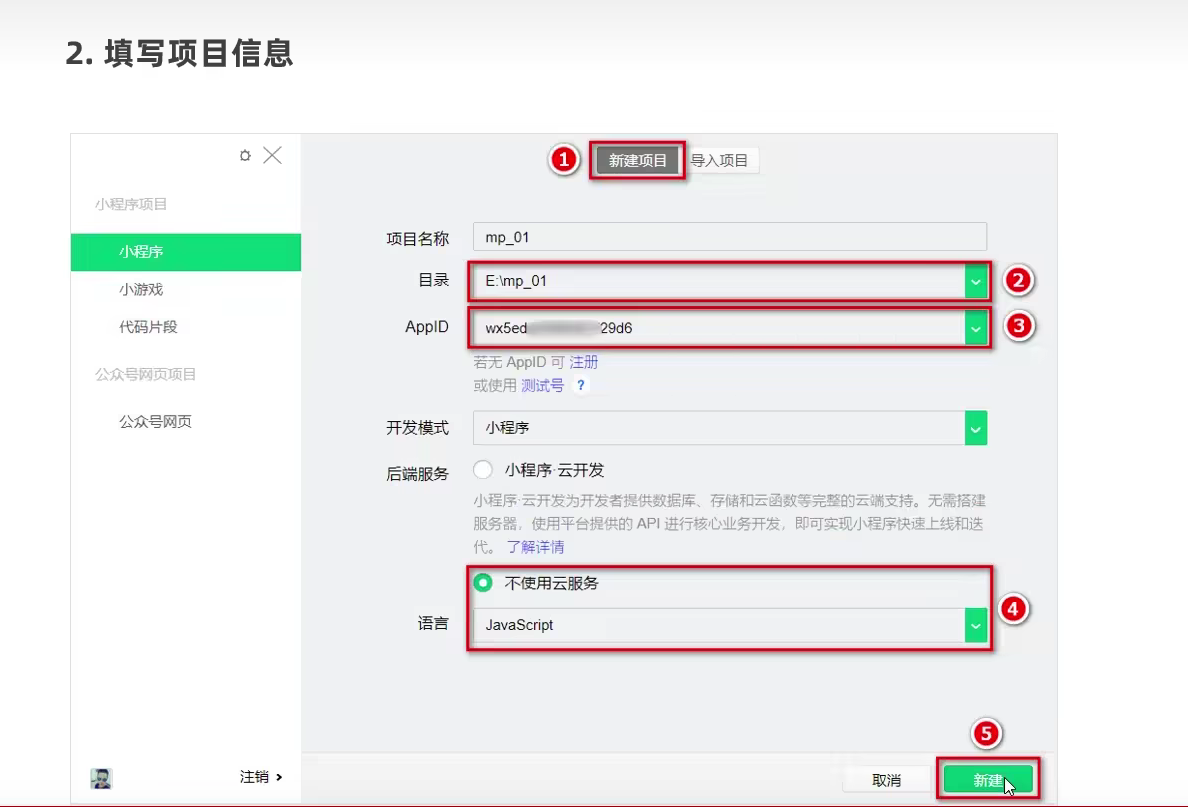 2. 填写项目信息
① 新建项目 导入项目
小程序项目
小程序
小游戏
代码片段
公众号网页项目
公众号网页
项目名称 mp_01
目录 E:\mp_01 ②
AppID wx5ed 29d6 ③
若无 AppID 可 注册
或使用 测试号 ?
开发模式 小程序
后端服务 小程序·云开发
小程序·云开发为开发者提供数据库、存储和云函数等完整的云端支持。无需搭建
服务器，使用平台提供的 API 进行核心业务开发，即可实现小程序快速上线和迭
代。 了解详情
不使用云服务
④
语言 JavaScript
⑤
注销 >
取消 新建